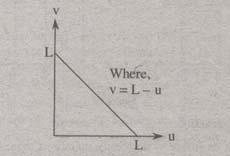 v
L
Where,
v = L – u
L
u